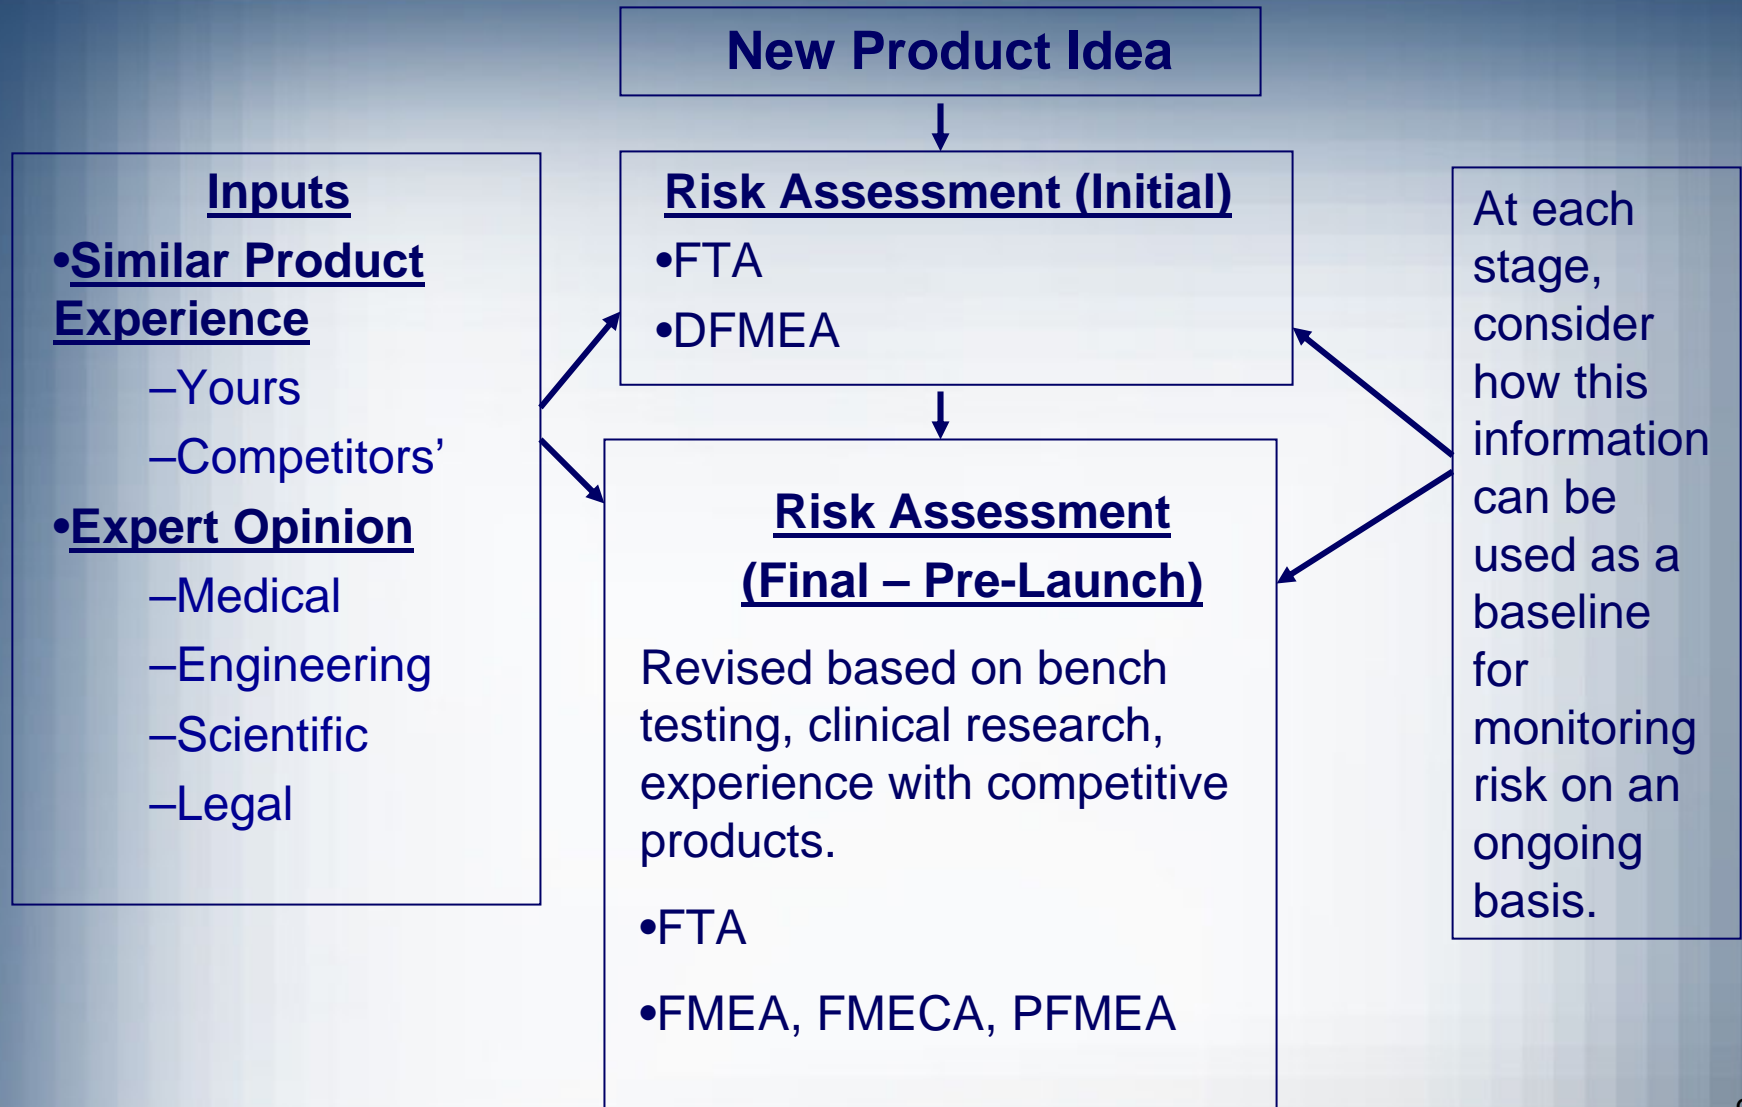 New Product Idea
Inputs
•Similar Product
Experience
–Yours
–Competitors’
•Expert Opinion
–Medical
–Engineering
–Scientific
–Legal
Risk Assessment (Initial)
•FTA
•DFMEA
Risk Assessment
(Final – Pre-Launch)
Revised based on bench
testing, clinical research,
experience with competitive
products.
•FTA
•FMEA, FMECA, PFMEA
At each
stage,
consider
how this
information
can be
used as a
baseline
for
monitoring
risk on an
ongoing
basis.